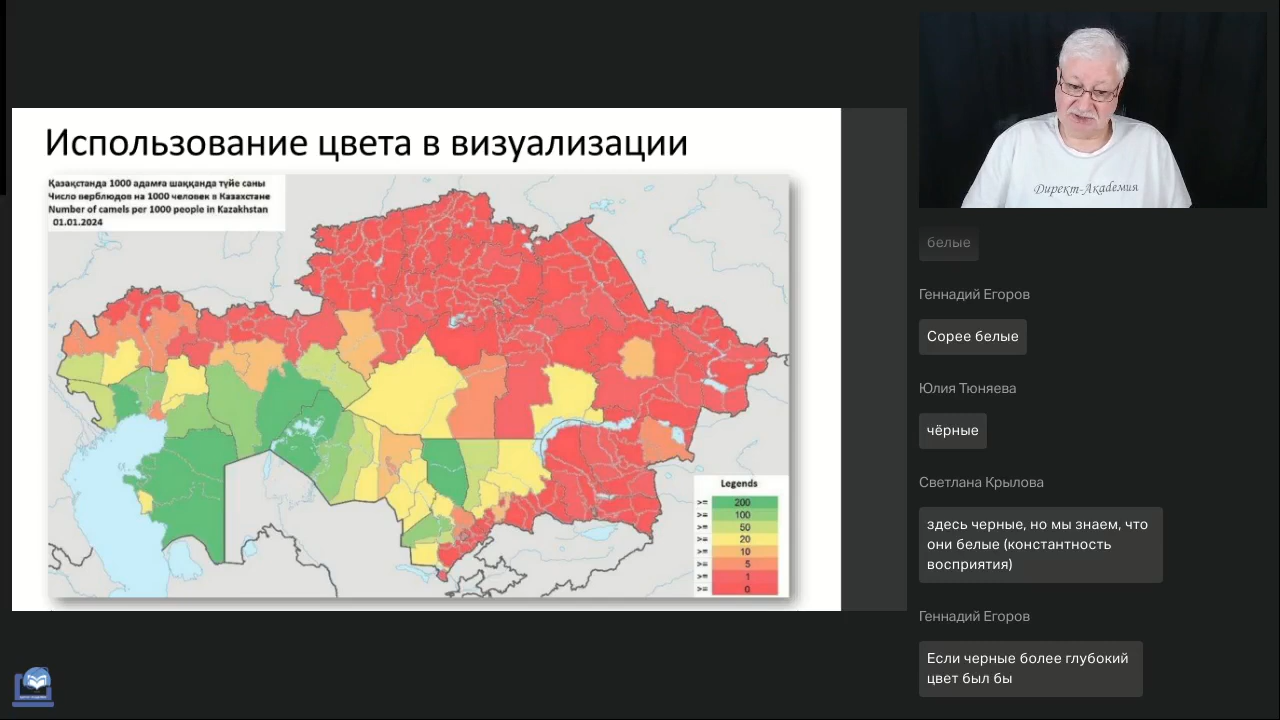 Использование цвета в визуализации
Қазақстанда 1000 адамға шаққанда түйе саны
Число верблюдов на 1000 человек в Казахстане
Number of camels per 1000 people in Kazakhstan
01.01.2024
Legends
>= 200
>= 100
>= 50
>= 20
>= 10
>= 5
>= 1
>= 0
Директ-Академия
белые
Геннадий Егоров
Сорее белые
Юлия Тюняева
чёрные
Светлана Крылова
здесь черные, но мы знаем, что
они белые (константность
восприятия)
Геннадий Егоров
Если черные более глубокий
цвет был бы